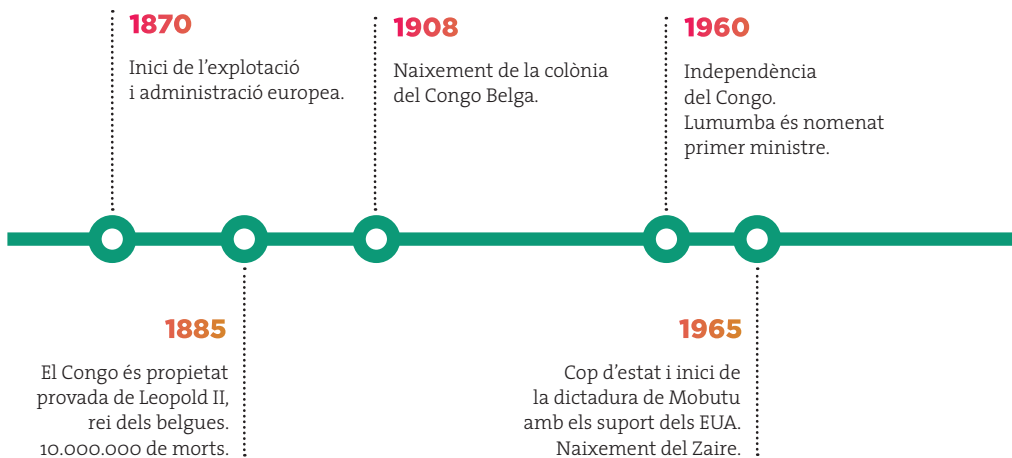 1870
Inici de l’explotació
i administració europea.
1908
Naixement de la colònia
del Congo Belga.
1960
Independència
del Congo.
Lumumba és nomenat
primer ministre.
1885
El Congo és propietat
provada de Leopold II,
rei dels belgues.
10.000.000 de morts.
1965
Cop d’estat i inici de
la dictadura de Mobutu
amb els suport dels EUA.
Naixement del Zaire.